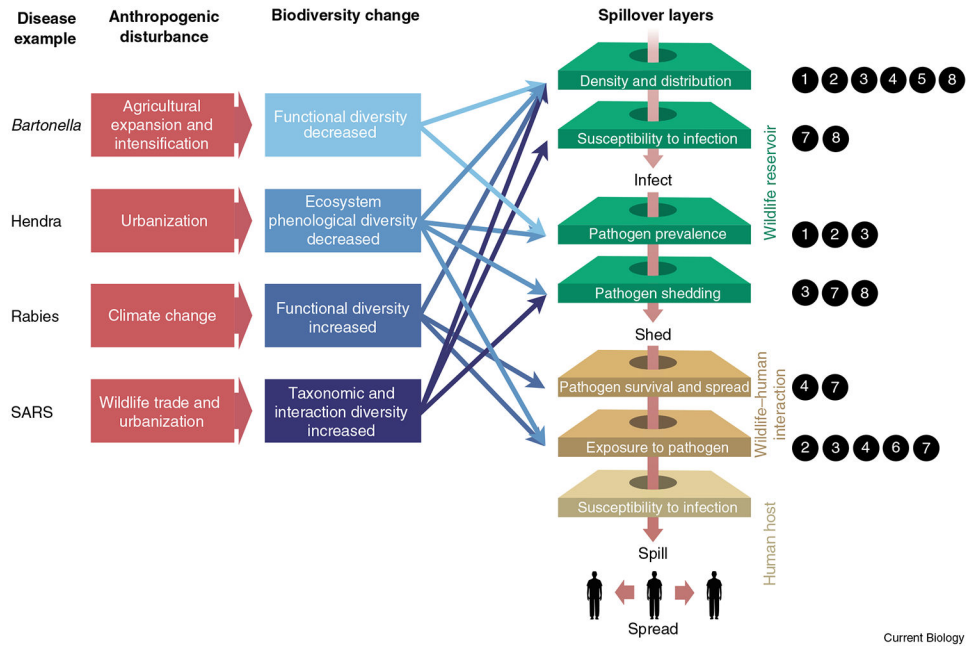 Disease
example
Anthropogenic
disturbance
Biodiversity change
Spillover layers
Bartonella
Agricultural
expansion and
intensification
Functional diversity
decreased
Hendra
Urbanization
Ecosystem
phenological diversity
decreased
Rabies
Climate change
Functional diversity
increased
SARS
Wildlife trade and
urbanization
Taxonomic and
interaction diversity
increased
Density and distribution
1 2 3 4 5 8
Susceptibility to infection
7 8
Infect
Pathogen prevalence
1 2 3
Pathogen shedding
3 7 8
Shed
Wildlife reservoir
Pathogen survival and spread
4 7
Exposure to pathogen
2 3 4 6 7
Wildlife–human
interaction
Susceptibility to infection
Human host
Spill
Spread
Current Biology